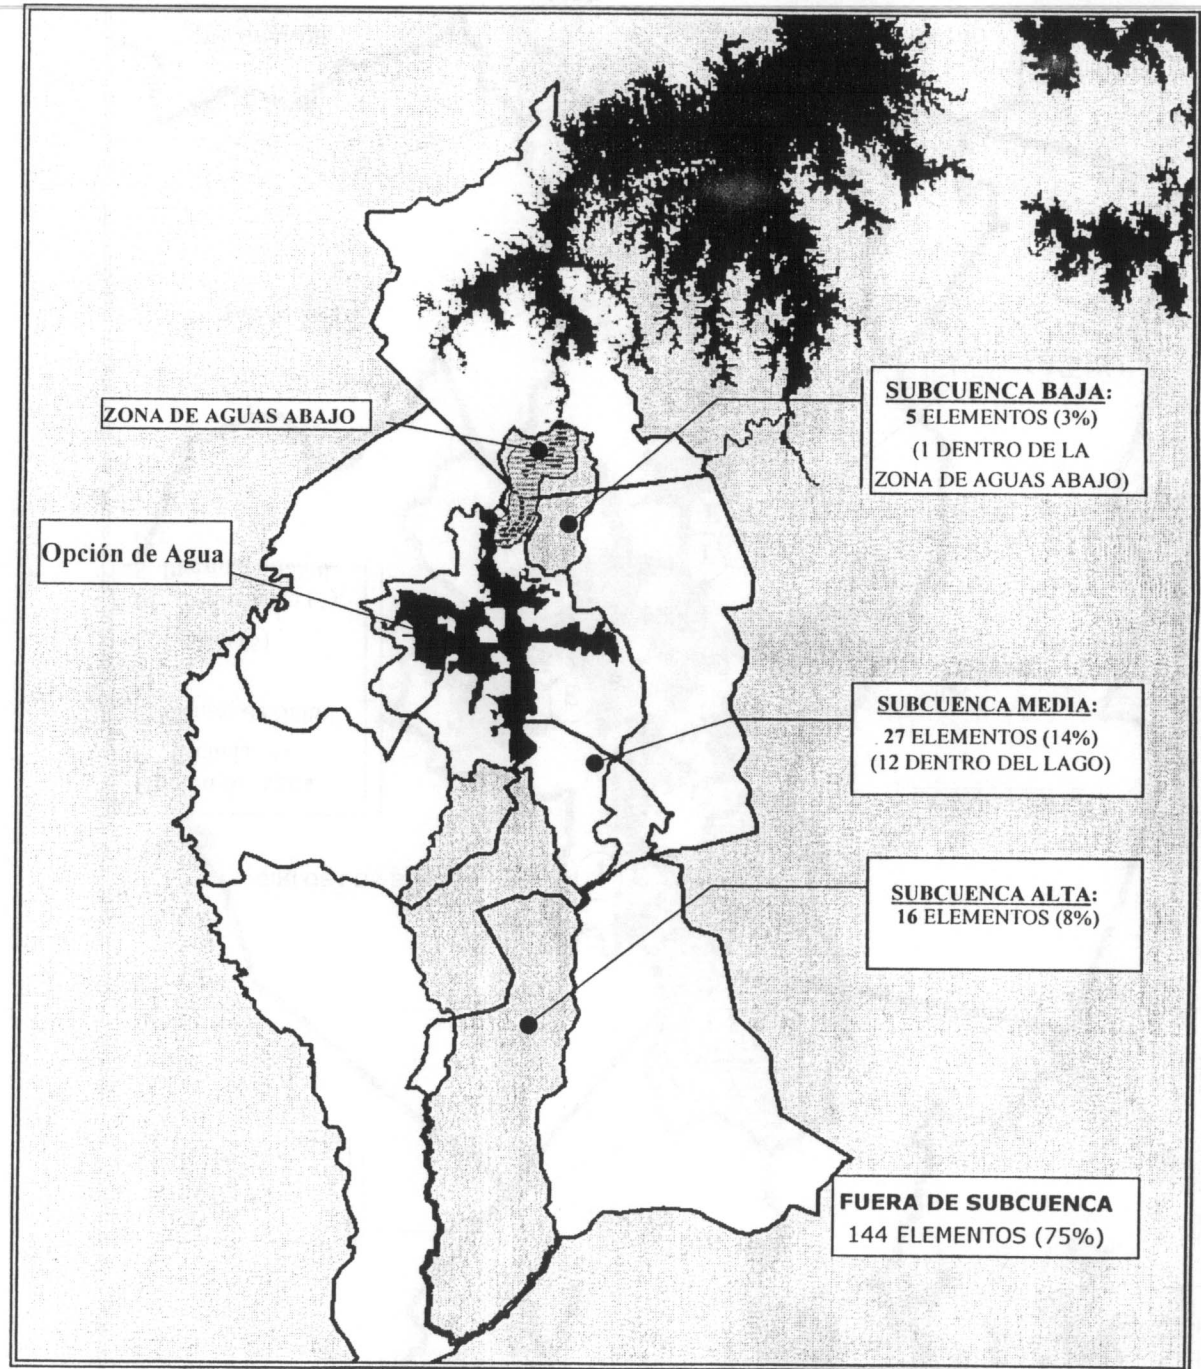 SUBCUENCA BAJA:
5 ELEMENTOS (3%)
(1 DENTRO DE LA
ZONA DE AGUAS ABAJO)
ZONA DE AGUAS ABAJO
Opción de Agua
SUBCUENCA MEDIA:
27 ELEMENTOS (14%)
(12 DENTRO DEL LAGO)
SUBCUENCA ALTA:
16 ELEMENTOS (8%)
FUERA DE SUBCUENCA
144 ELEMENTOS (75%)